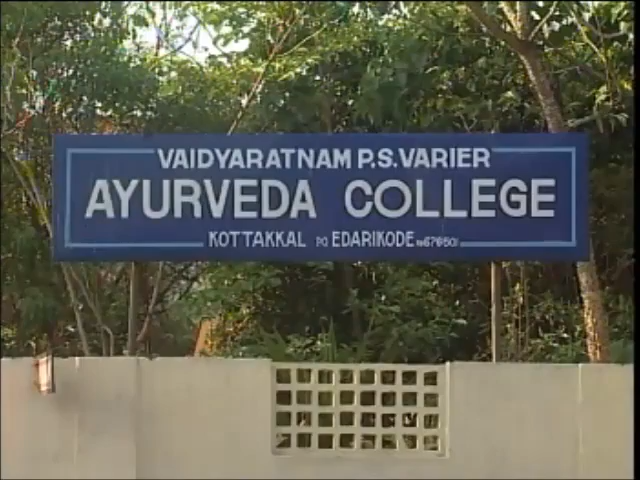 VAIDYARATNAM P.S.VARIER
AYURVEDA COLLEGE
KOTTAKKAL PO EDARIKODE